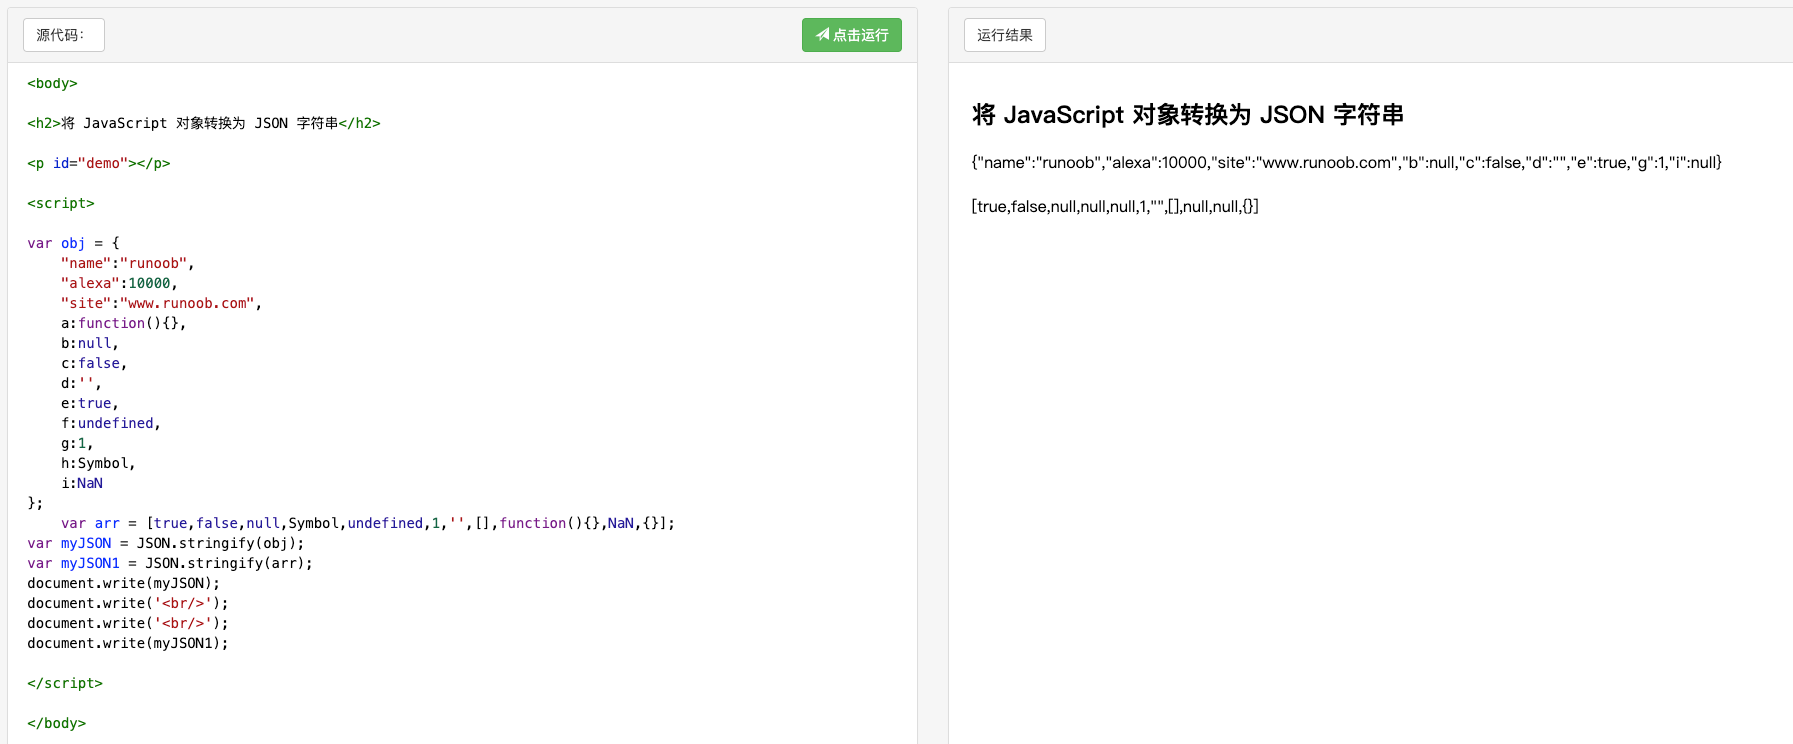 源代码：
点击运行
<body>
<h2>将 JavaScript 对象转换为 JSON 字符串</h2>
<p id="demo"></p>
<script>
var obj = {
"name":"runoob",
"alexa":10000,
"site":"www.runoob.com",
a:function(){},
b:null,
c:false,
d:'',
e:true,
f:undefined,
g:1,
h:Symbol,
i:NaN
};
var arr = [true,false,null,Symbol,undefined,1,'',[],function(){},NaN,{}];
var myJSON = JSON.stringify(obj);
var myJSON1 = JSON.stringify(arr);
document.write(myJSON);
document.write('<br/>');
document.write('<br/>');
document.write(myJSON1);
</script>
</body>
运行结果
将 JavaScript 对象转换为 JSON 字符串
{"name":"runoob","alexa":10000,"site":"www.runoob.com","b":null,"c":false,"d":"","e":true,"g":1,"i":null}
[true,false,null,null,null,1,"",[],null,null,{}]